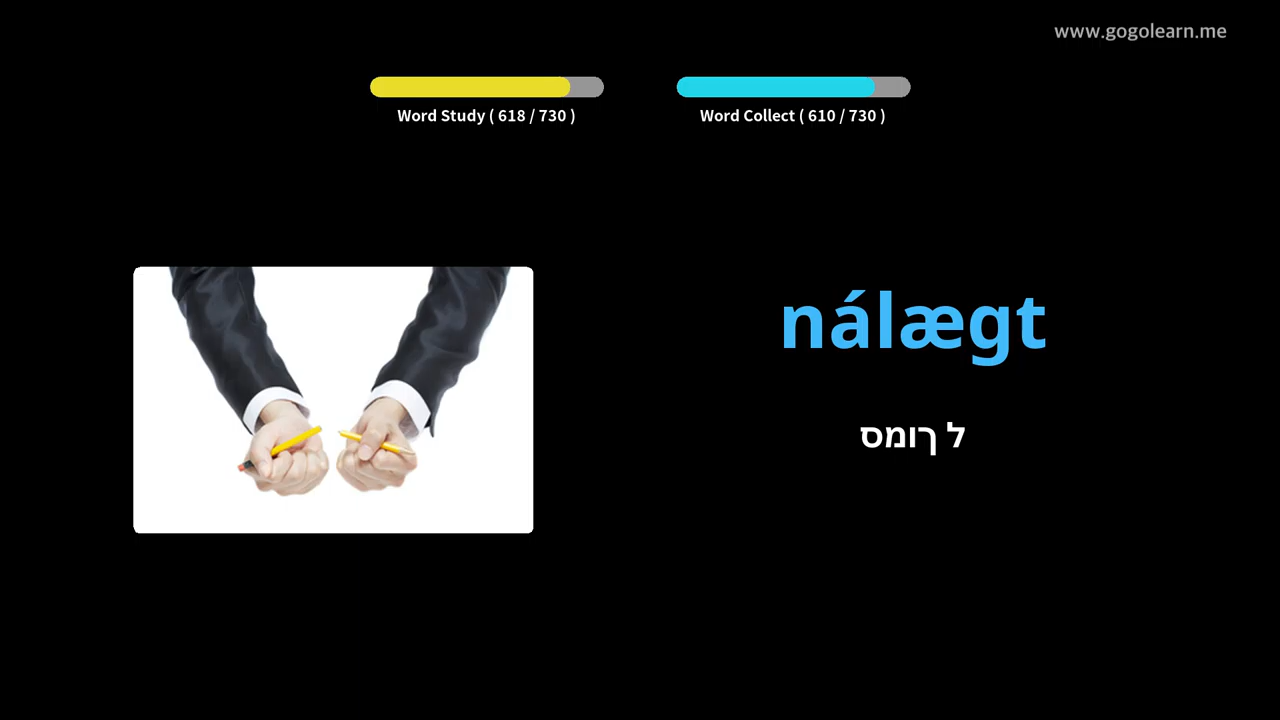 www.gogolearn.me
Word Study ( 618 / 730 )
Word Collect ( 610 / 730 )
nálægt
ל ךומס